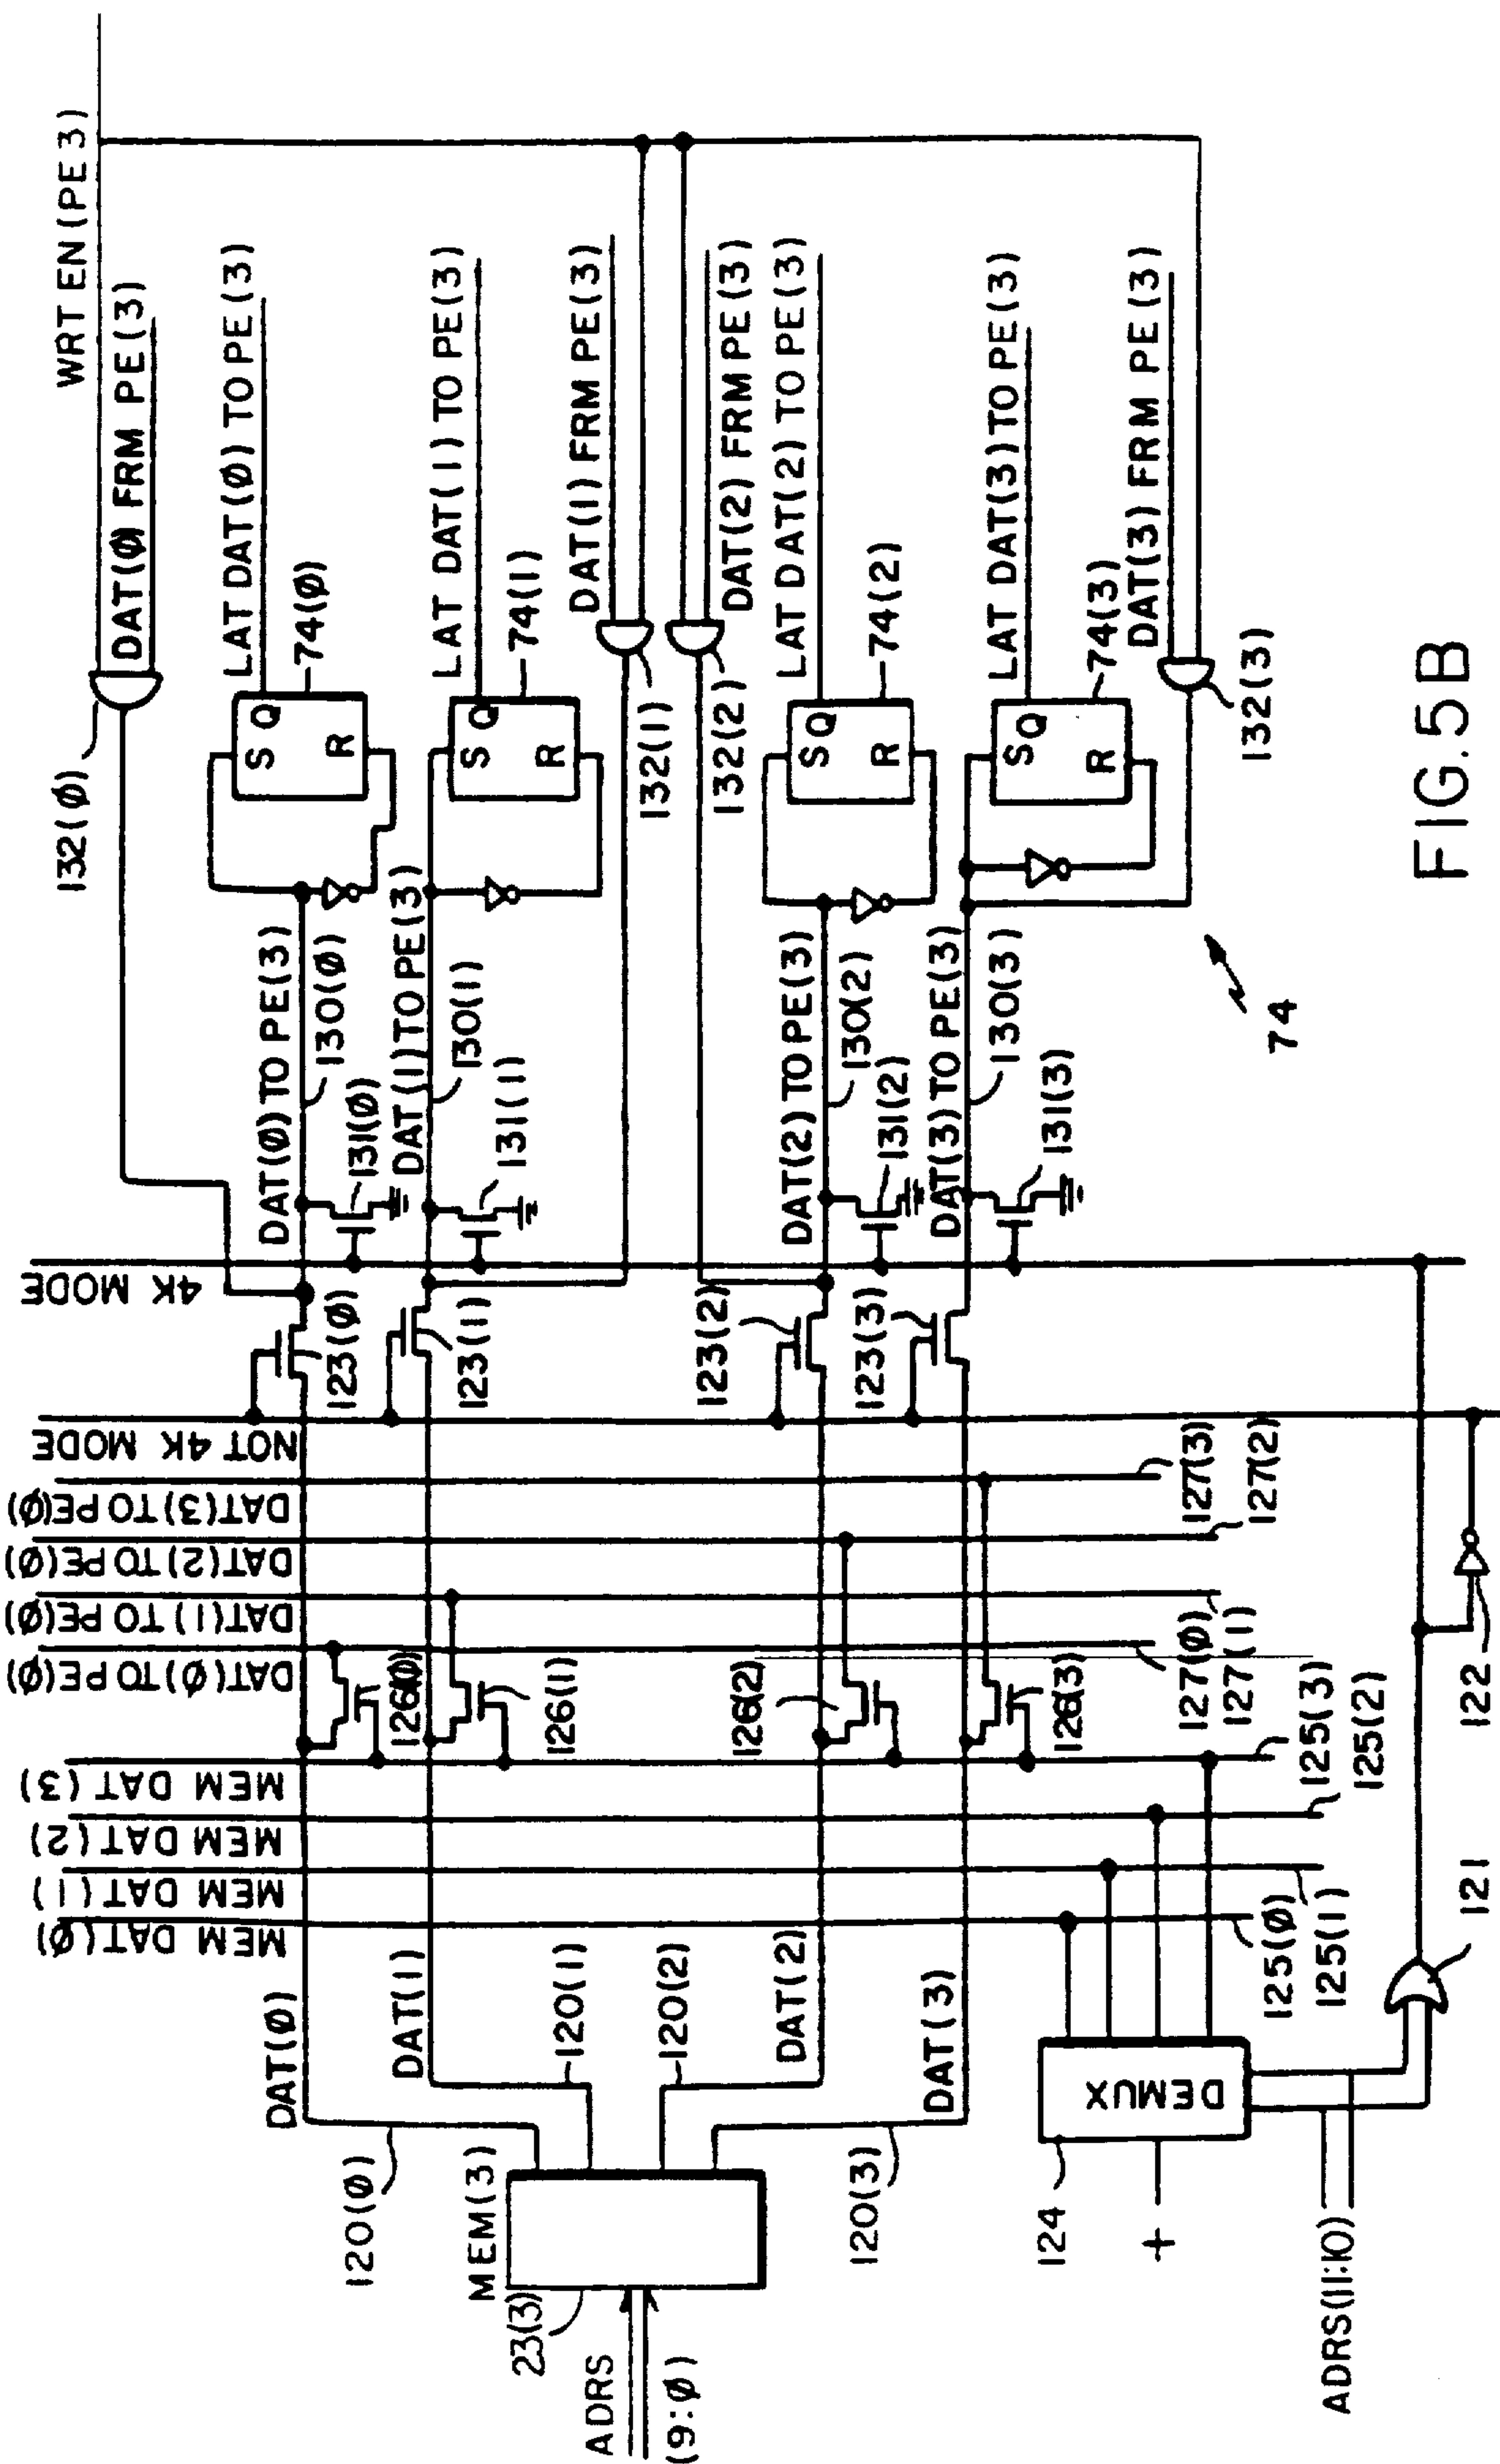 WRT EN (PE 3)
132(Ø)
DAT(Ø) FRM PE(3)
LAT DAT(Ø) TO PE(3)
S Q
R
74(Ø)
LAT DAT(1) TO PE(3)
S Q
R
74(1)
DAT(1) FRM PE(3)
132(1)
132(2)
DAT(2) FRM PE(3)
LAT DAT(2) TO PE(3)
S Q
R
74(2)
LAT DAT(3) TO PE(3)
S Q
R
74(3)
DAT(3) FRM PE(3)
132(3)
DAT(Ø) TO PE(3)
130(Ø)
131(Ø)
DAT(1) TO PE(3)
130(1)
131(1)
DAT(2) TO PE(3)
130(2)
131(2)
DAT(3) TO PE(3)
130(3)
131(3)
74
4K MODE
123(Ø)
123(1)
123(2)
123(3)
NOT 4K MODE
DAT(3) TO PE(Ø)
DAT(2) TO PE(Ø)
DAT(1) TO PE(Ø)
DAT(Ø) TO PE(Ø)
127(3)
127(2)
127(Ø)
127(1)
126(Ø)
126(1)
126(2)
126(3)
MEM DAT(3)
MEM DAT(2)
MEM DAT(1)
MEM DAT(Ø)
125(3)
125(2)
125(Ø)
125(1)
122
121
DAT(Ø)
DAT(1)
120(1)
120(2)
DAT(2)
DAT(3)
120(Ø)
MEM(3)
23(3)
ADRS
(9:Ø)
120(3)
124
DEMUX
+
ADRS(11:10)
FIG. 5B